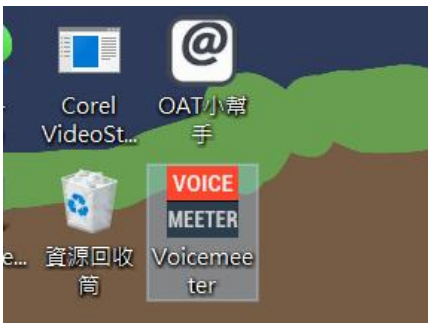 Corel
VideoSt...
@
OAT小幫
手
資源回收
筒
VOICE
MEETER
Voicemee
ter
e...